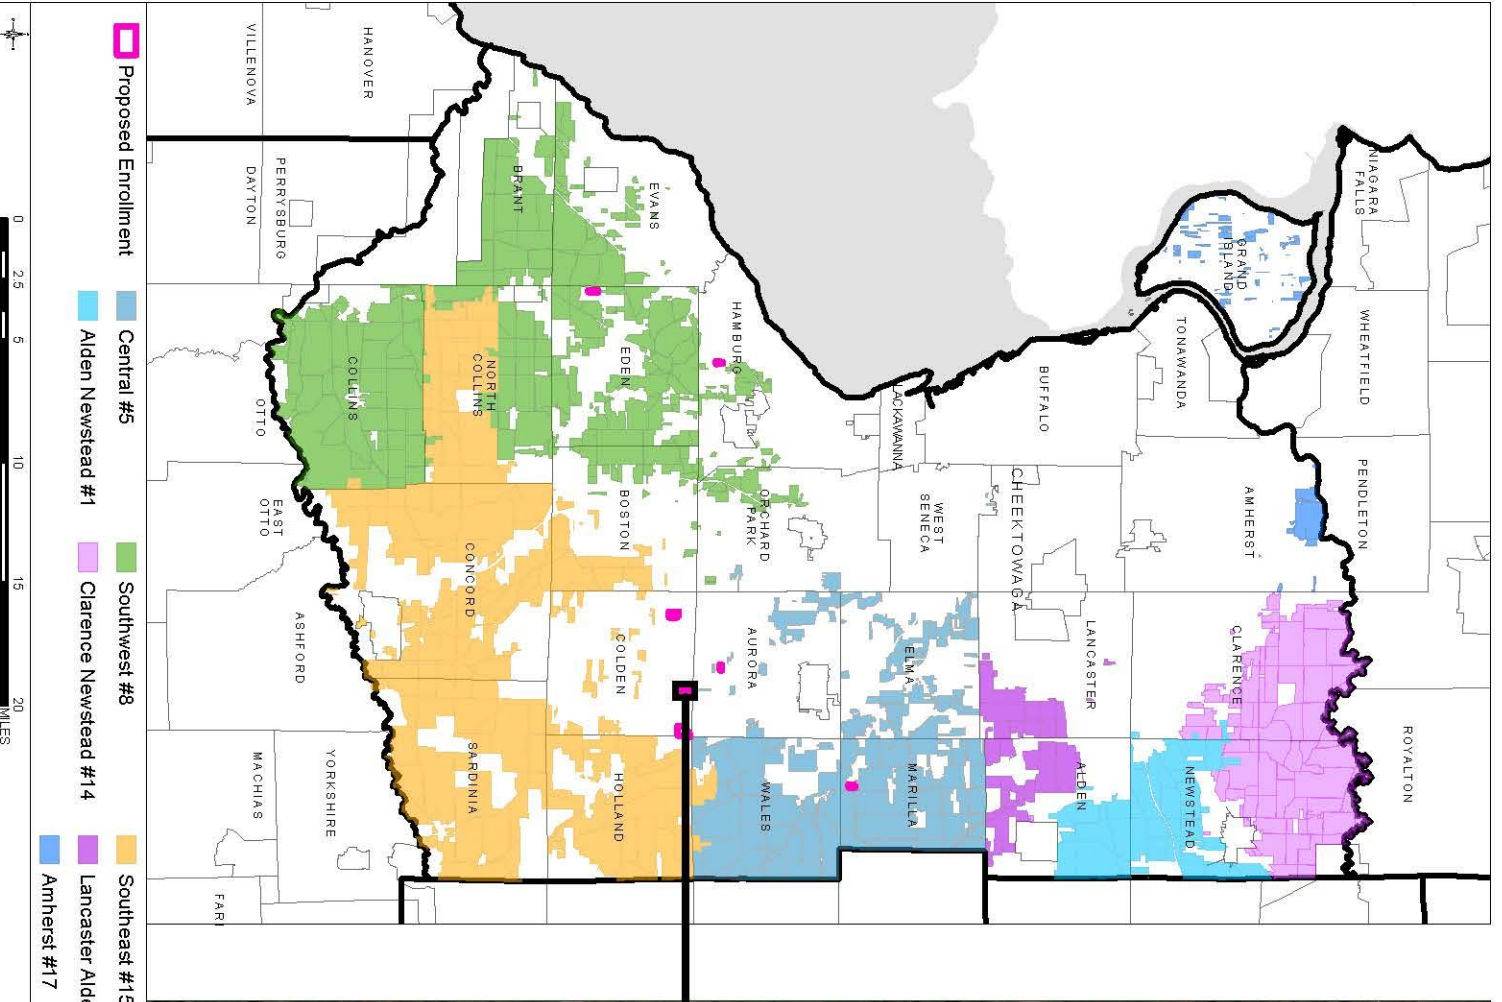 NIAGARA
FALLS
WHEATFIELD
PENDLETON
ROYALTON
GRAND
ISLAND
TONAWANDA
AMHERST
CLARENCE
NEWSTEAD
BUFFALO
CHEEKTOWAGA
LANCASTER
ALDEN
LACKAWANNA
WEST
SENECA
ELMA
MARILLA
HAMBURG
ORCHARD
PARK
AURORA
WALES
EVANS
EDEN
BOSTON
COLDEN
HOLLAND
BRANT
NORTH
COLLINS
CONCORD
SARDINIA
COLLINS
HANOVER
VILLENOVA
PERRYSBURG
DAYTON
OTTO
EAST
OTTO
ASHFORD
YORKSHIRE
MACHIAS
FARI
Proposed Enrollment
Central #5
Southwest #8
Southeast #15
Alden Newstead #1
Clarence Newstead #14
Lancaster Alde
Amherst #17
0 2.5 5 10 15 20
MILES